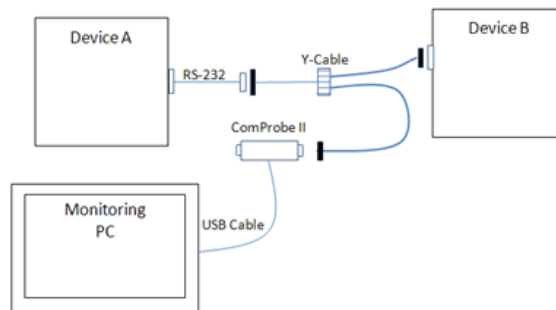 Device A
Device B
Y-Cable
RS-232
ComProbe II
Monitoring
PC
USB Cable